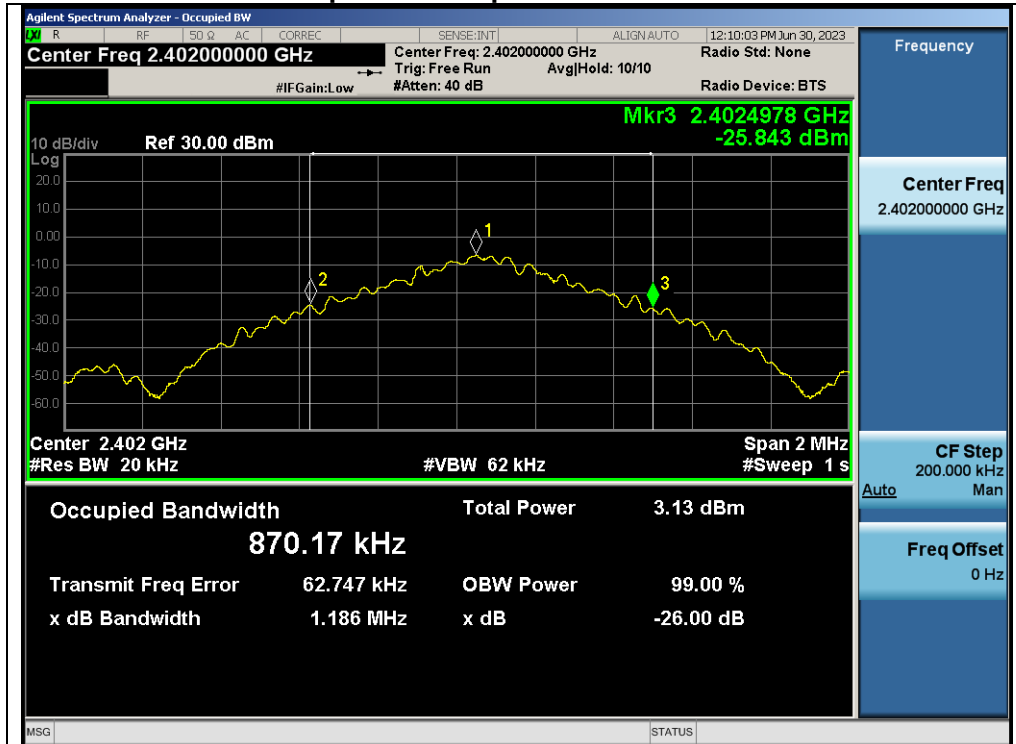 Agilent Spectrum Analyzer - Occupied BW
LXI R RF 50 Ω AC CORREC SENSE:INT ALIGN AUTO 12:10:03 PM Jun 30, 2023
Center Freq 2.402000000 GHz Center Freq: 2.402000000 GHz Radio Std: None
Trig: Free Run Avg|Hold: 10/10
#IFGain:Low #Atten: 40 dB Radio Device: BTS
Frequency
Mkr3 2.4024978 GHz
-25.843 dBm
10 dB/div Ref 30.00 dBm
Log
20.0
10.0
0.00
-10.0
-20.0
-30.0
-40.0
-50.0
-60.0
1
2
3
Center 2.402 GHz Span 2 MHz
#Res BW 20 kHz #VBW 62 kHz #Sweep 1 s
Occupied Bandwidth Total Power 3.13 dBm
870.17 kHz
Transmit Freq Error 62.747 kHz OBW Power 99.00 %
x dB Bandwidth 1.186 MHz x dB -26.00 dB
Center Freq
2.402000000 GHz
CF Step
200.000 kHz
Auto Man
Freq Offset
0 Hz
MSG STATUS